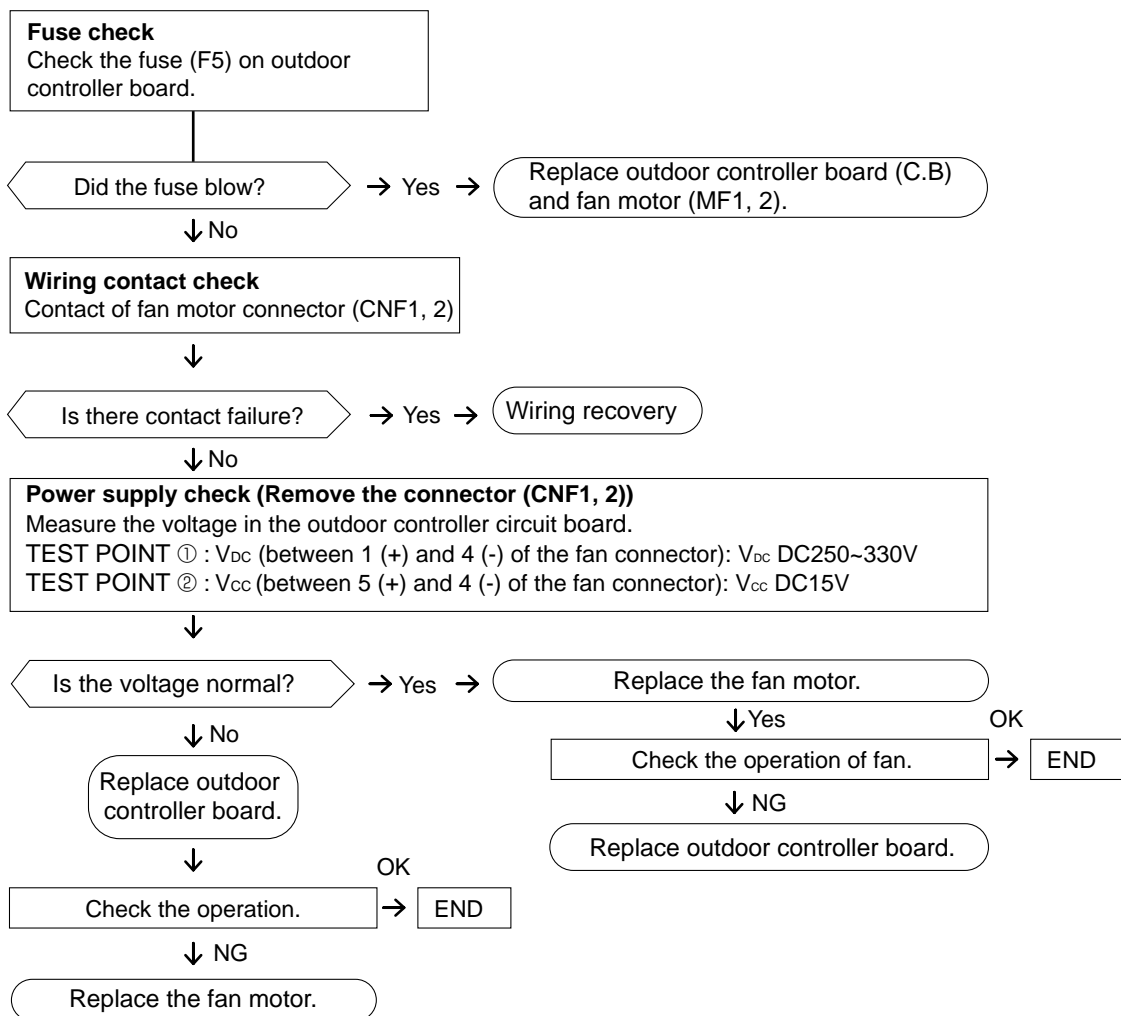 Fuse check
Check the fuse (F5) on outdoor
controller board.
Did the fuse blow?
Yes
Replace outdoor controller board (C.B)
and fan motor (MF1, 2).
No
Wiring contact check
Contact of fan motor connector (CNF1, 2)
Is there contact failure?
Yes
Wiring recovery
No
Power supply check (Remove the connector (CNF1, 2))
Measure the voltage in the outdoor controller circuit board.
TEST POINT ① : VDC (between 1 (+) and 4 (-) of the fan connector): VDC DC250~330V
TEST POINT ② : VCC (between 5 (+) and 4 (-) of the fan connector): VCC DC15V
Is the voltage normal?
Yes
Replace the fan motor.
Yes
OK
Check the operation of fan.
END
NG
Replace outdoor controller board.
No
Replace outdoor
controller board.
OK
Check the operation.
END
NG
Replace the fan motor.